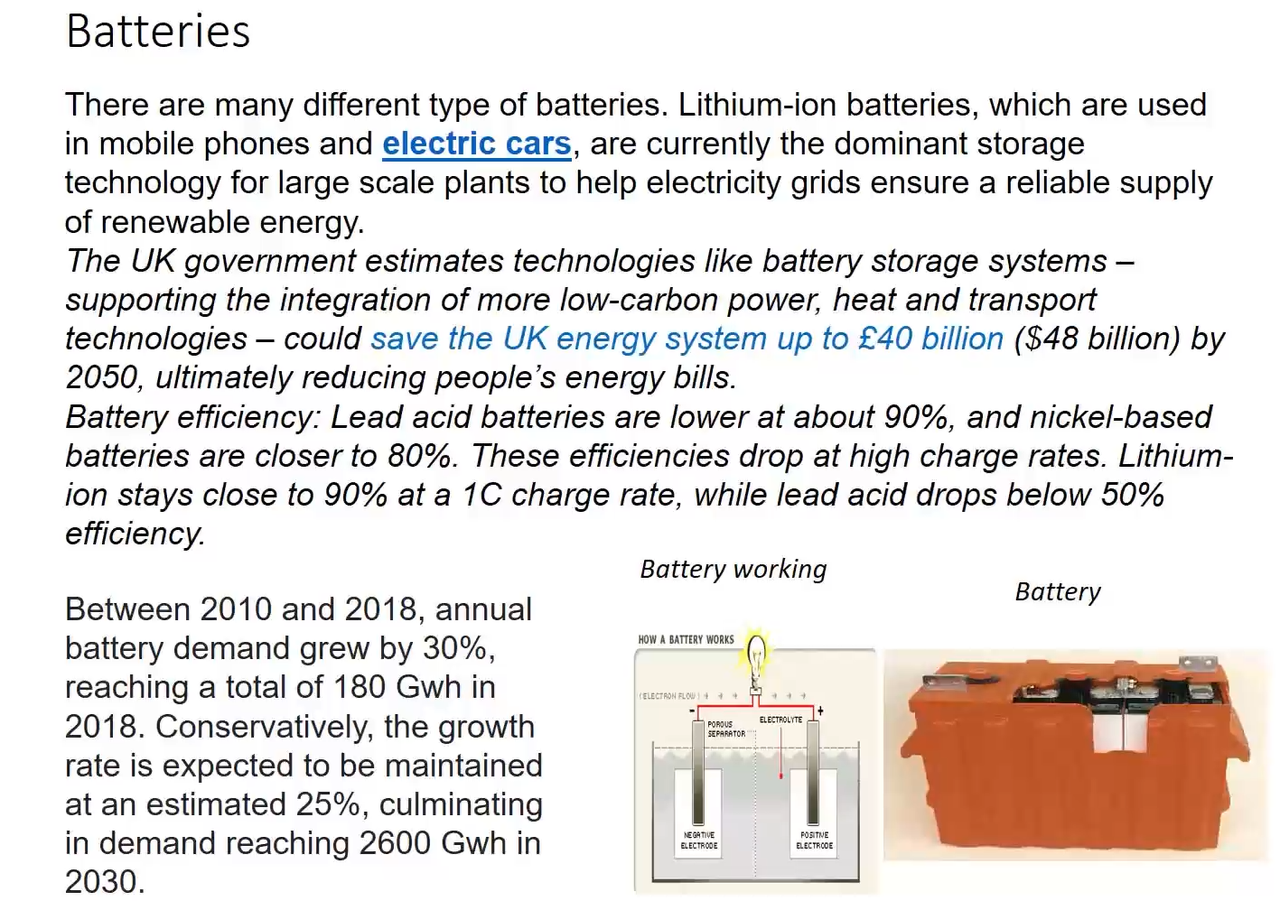 Batteries
There are many different type of batteries. Lithium-ion batteries, which are used
in mobile phones and electric cars, are currently the dominant storage
technology for large scale plants to help electricity grids ensure a reliable supply
of renewable energy.
The UK government estimates technologies like battery storage systems –
supporting the integration of more low-carbon power, heat and transport
technologies – could save the UK energy system up to £40 billion ($48 billion) by
2050, ultimately reducing people’s energy bills.
Battery efficiency: Lead acid batteries are lower at about 90%, and nickel-based
batteries are closer to 80%. These efficiencies drop at high charge rates. Lithium-
ion stays close to 90% at a 1C charge rate, while lead acid drops below 50%
efficiency.
Between 2010 and 2018, annual
battery demand grew by 30%,
reaching a total of 180 Gwh in
2018. Conservatively, the growth
rate is expected to be maintained
at an estimated 25%, culminating
in demand reaching 2600 Gwh in
2030.
Battery working
Battery
HOW A BATTERY WORKS
(ELECTRON FLOW)
- +
POROUS
SEPARATOR
ELECTROLYTE
NEGATIVE
ELECTRODE
POSITIVE
ELECTRODE